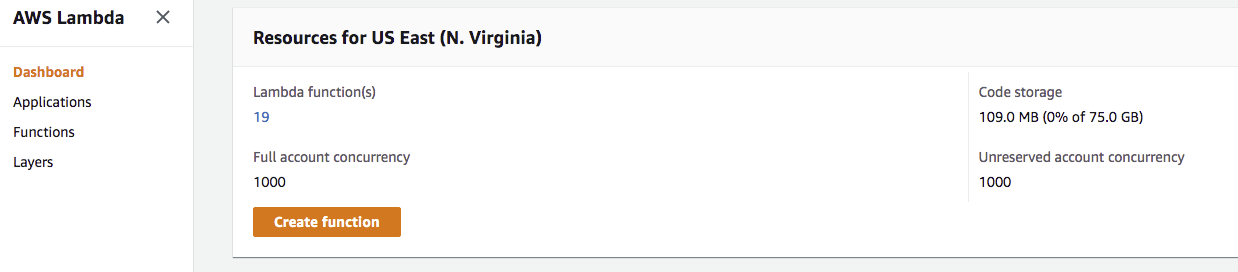 AWS Lambda
Dashboard
Applications
Functions
Layers
Resources for US East (N. Virginia)
Lambda function(s)
19
Full account concurrency
1000
Create function
Code storage
109.0 MB (0% of 75.0 GB)
Unreserved account concurrency
1000